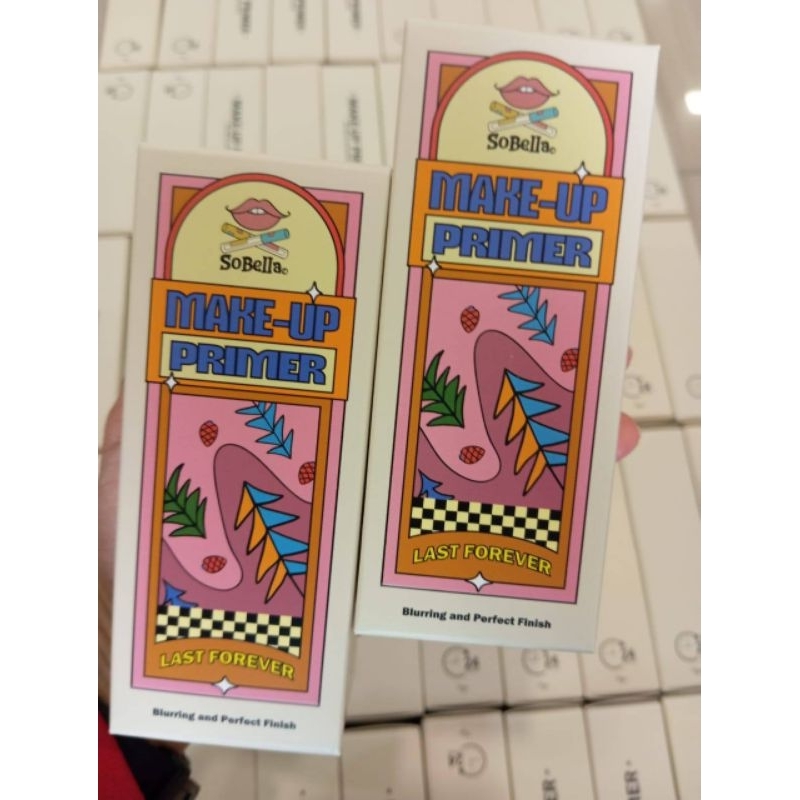 SoBella©
MAKE-UP
PRIMER
LAST FOREVER
Blurring and Perfect Finish
SoBella©
MAKE-UP
PRIMER
LAST FOREVER
Blurring and Perfect Finish